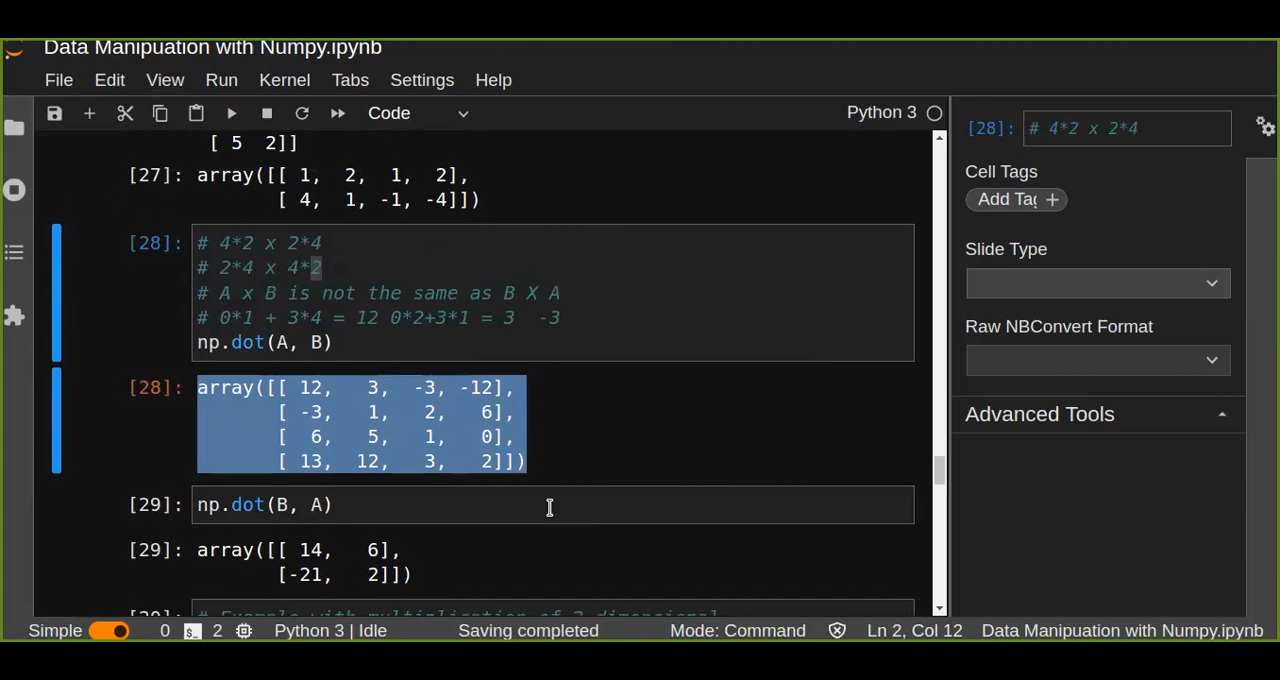 Data Manipuation with Numpy.ipynb
File Edit View Run Kernel Tabs Settings Help
Code Python 3
[ 5 2]]
[27]: array([[ 1, 2, 1, 2],
[ 4, 1, -1, -4]])
[28]: # 4*2 x 2*4
# 2*4 x 4*2
# A x B is not the same as B X A
# 0*1 + 3*4 = 12 0*2+3*1 = 3 -3
np.dot(A, B)
[28]: array([[ 12, 3, -3, -12],
[ -3, 1, 2, 6],
[ 6, 5, 1, 0],
[ 13, 12, 3, 2]])
[29]: np.dot(B, A)
[29]: array([[ 14, 6],
[-21, 2]])
# Example with multiplication of
[28]: # 4*2 x 2*4
Cell Tags
Add Tag +
Slide Type
Raw NBConvert Format
Advanced Tools
Simple 0 $_ 2 Python 3 | Idle Saving completed Mode: Command Ln 2, Col 12 Data Manipuation with Numpy.ipynb